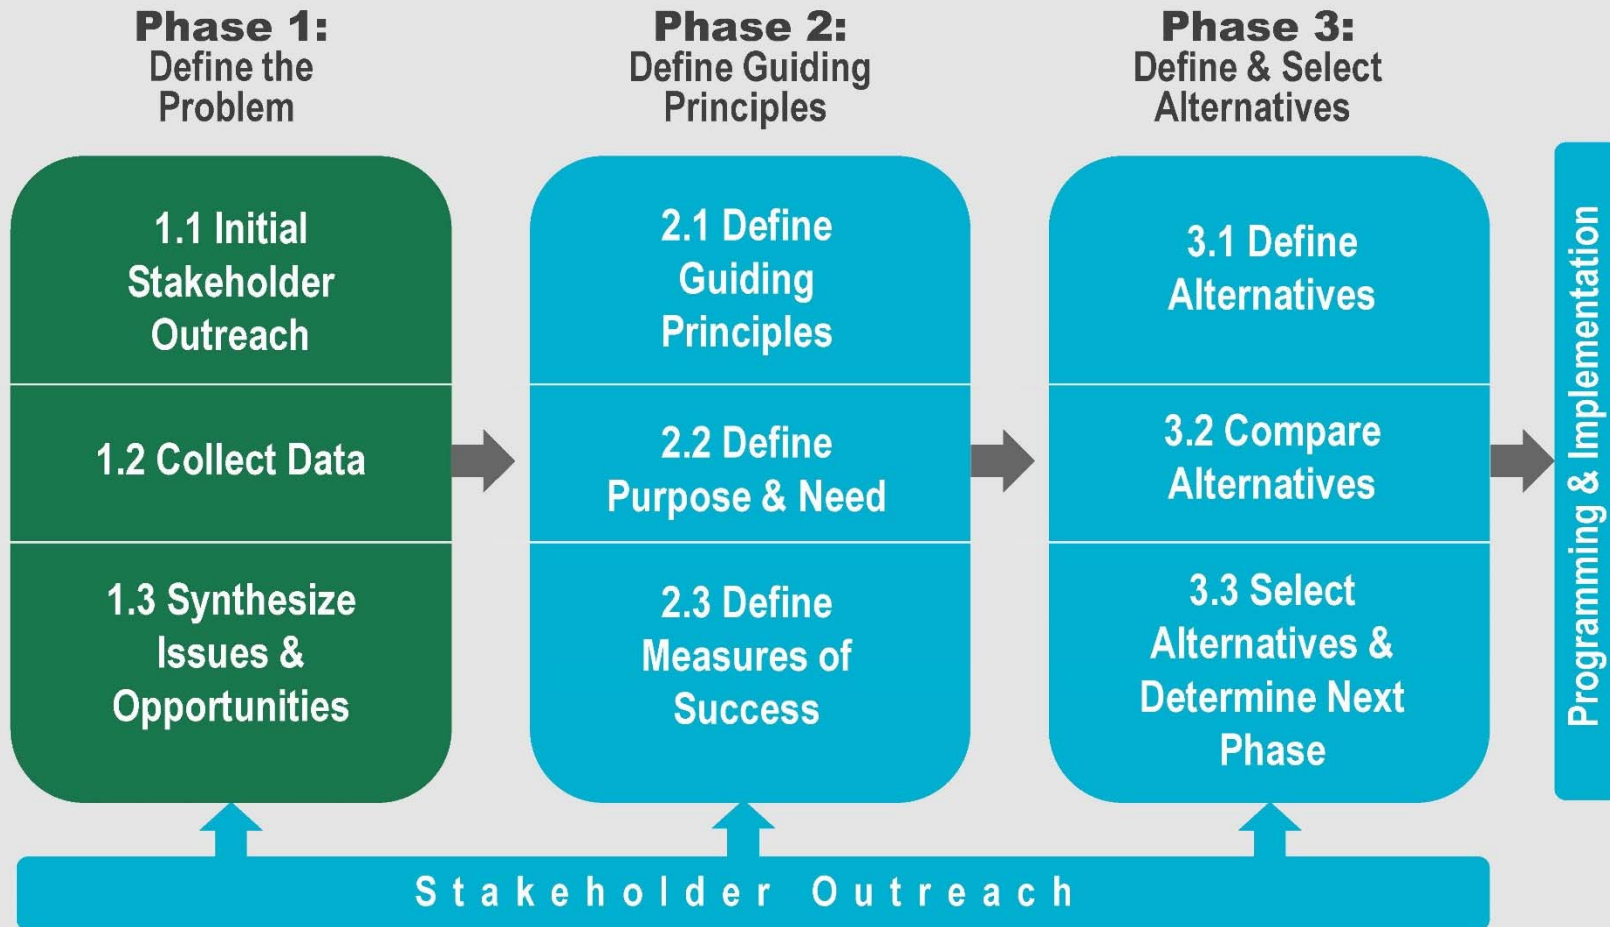 Phase 1:
Define the
Problem
1.1 Initial
Stakeholder
Outreach
1.2 Collect Data
1.3 Synthesize
Issues &
Opportunities
Phase 2:
Define Guiding
Principles
2.1 Define
Guiding
Principles
2.2 Define
Purpose & Need
2.3 Define
Measures of
Success
Phase 3:
Define & Select
Alternatives
3.1 Define
Alternatives
3.2 Compare
Alternatives
3.3 Select
Alternatives &
Determine Next
Phase
Programming & Implementation
Stakeholder Outreach